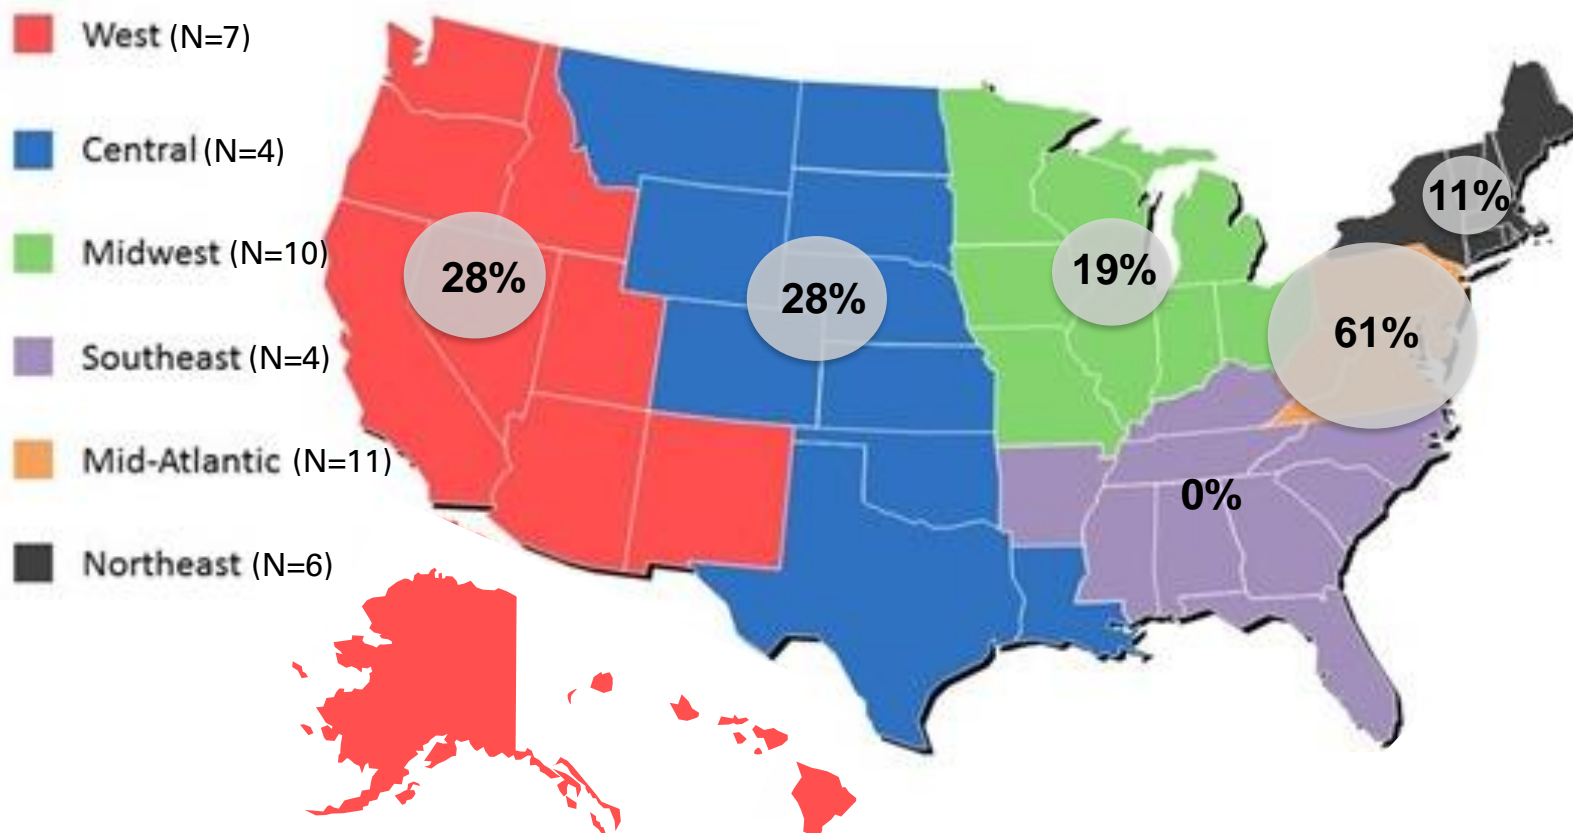 West (N=7)
Central (N=4)
Midwest (N=10)
Southeast (N=4)
Mid-Atlantic (N=11)
Northeast (N=6)
28%
28%
19%
11%
61%
0%